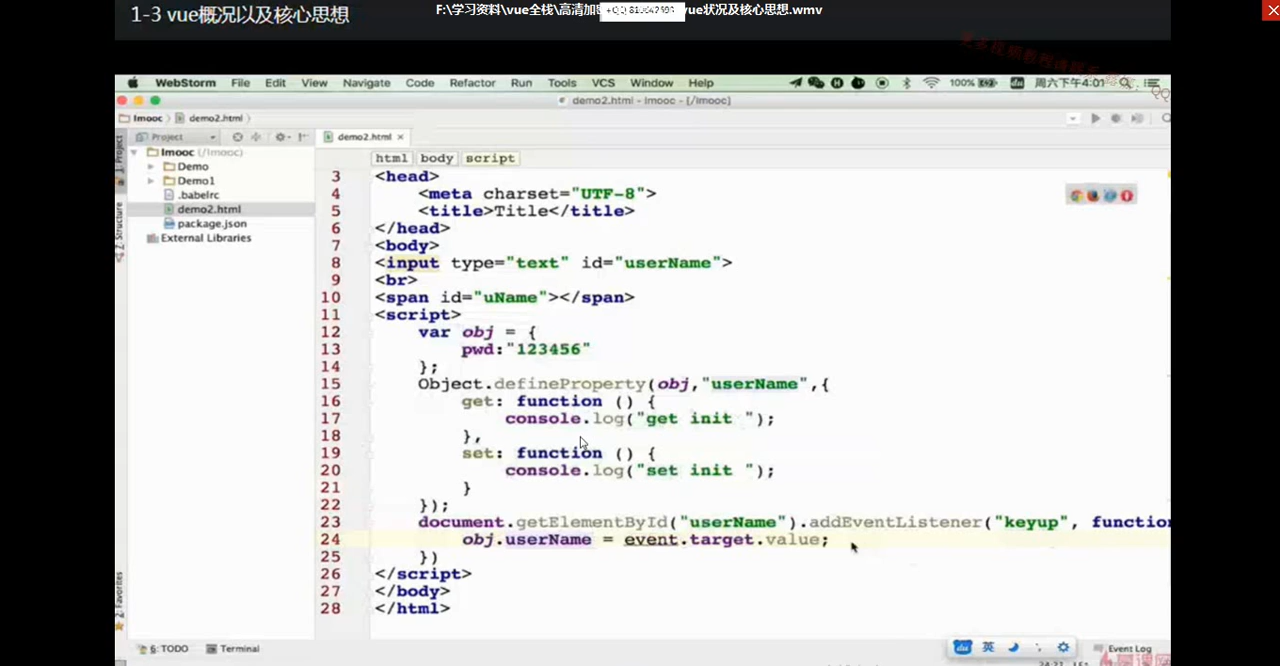 1-3 vue概况以及核心思想
F:\学习资料\vue全栈\高清加 vue状况及核心思想.wmv
WebStorm File Edit View Navigate Code Refactor Run Tools VCS Window Help 100% 周六下午4:01
demo2.html - Imooc - [/Imooc]
Imooc demo2.html
Project demo2.html ×
1: Project
Imooc (/Imooc)
html body script
Demo
Demo1
.babelrc
demo2.html
package.json
External Libraries
Z: Structure
2: Favorites
3 <head>
4 <meta charset="UTF-8">
5 <title>Title</title>
6 </head>
7 <body>
8 <input type="text" id="userName">
9 <br>
10 <span id="uName"></span>
11 <script>
12 var obj = {
13 pwd:"123456"
14 };
15 Object.defineProperty(obj,"userName",{
16 get: function () {
17 console.log("get init ");
18 },
19 set: function () {
20 console.log("set init ");
21 }
22 });
23 document.getElementById("userName").addEventListener("keyup", function
24 obj.userName = event.target.value;
25 })
26 </script>
27 </body>
28 </html>
英
6: TODO Terminal Event Log